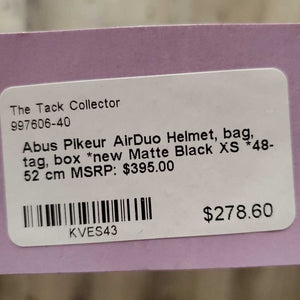 The Tack Collector
997606-40
Abus Pikeur AirDuo Helmet, bag,
tag, box *new Matte Black XS *48-
52 cm MSRP: $395.00
$278.60
KVES43